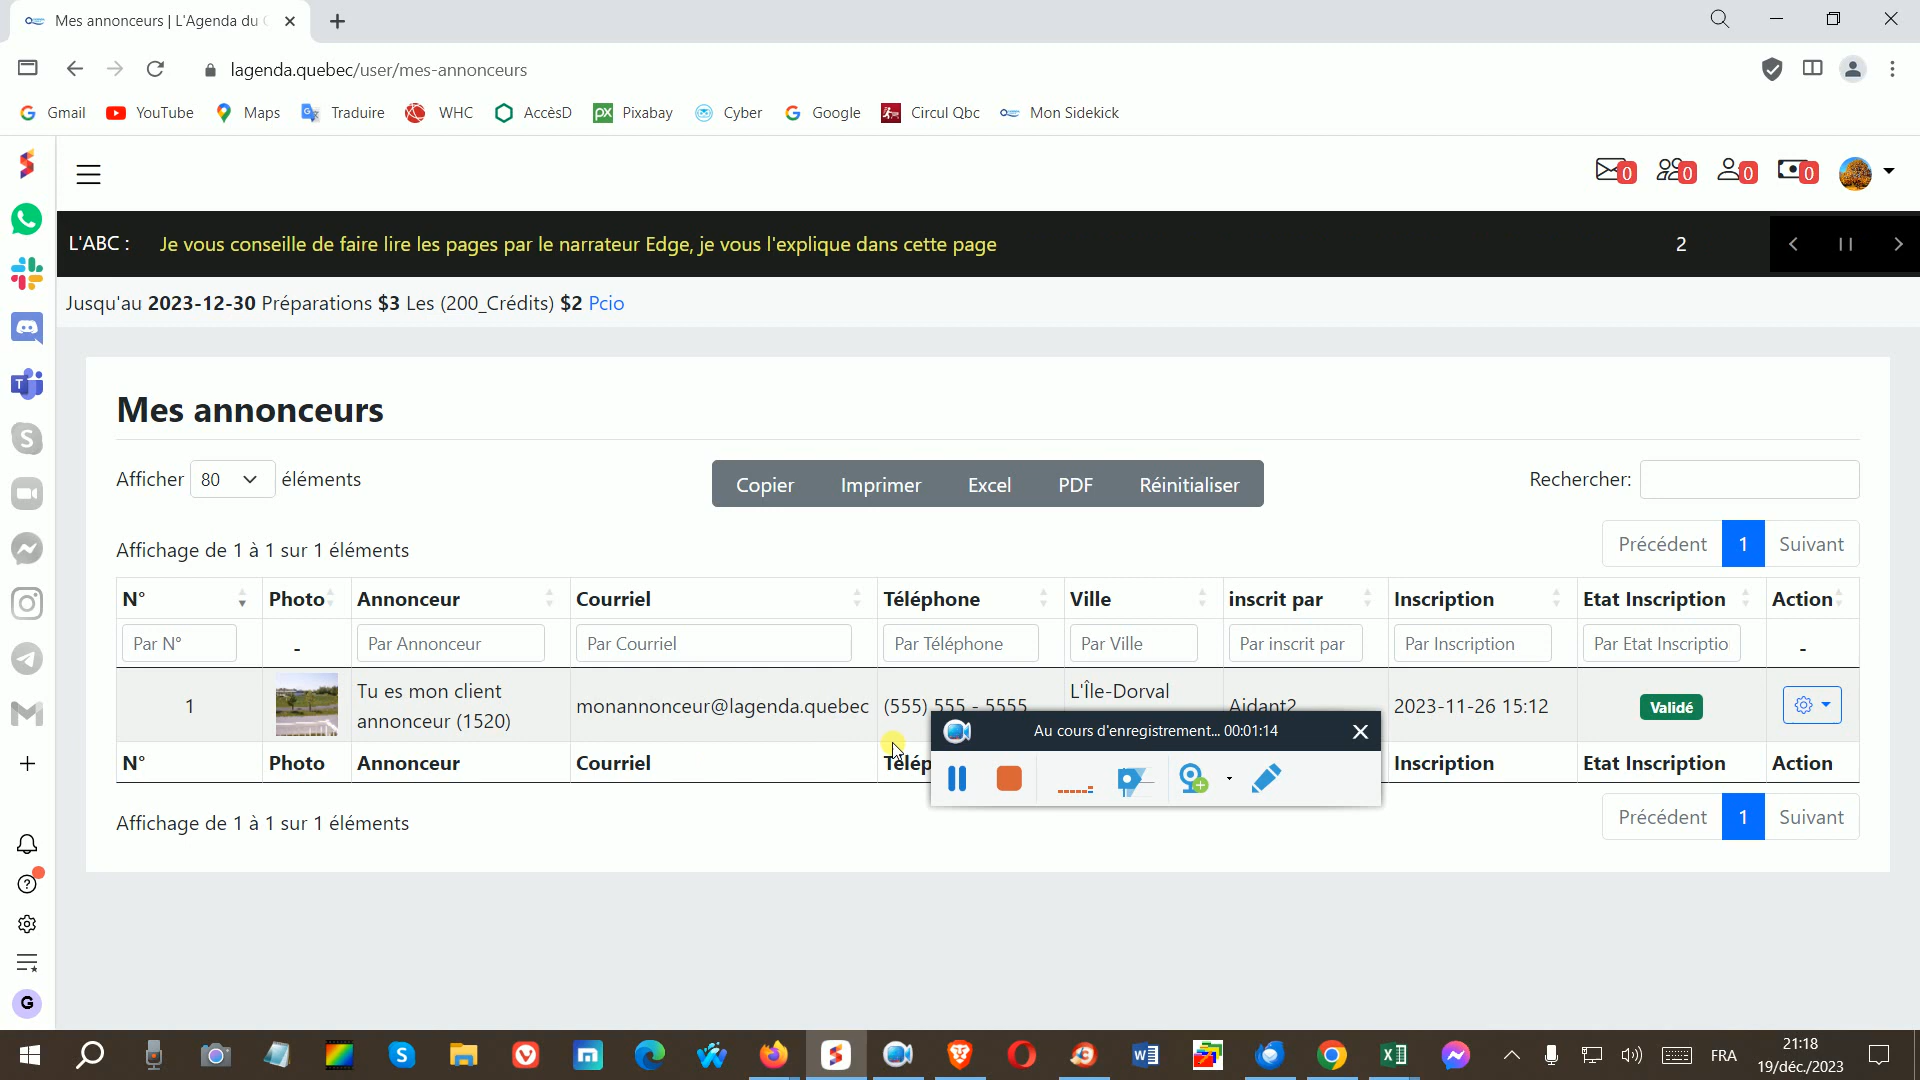 Mes annonceurs | L'Agenda du
lagenda.quebec/user/mes-annonceurs
Gmail YouTube Maps Traduire WHC AccèsD Pixabay Cyber Google Circul Qbc Mon Sidekick
0 0 0 0
L'ABC : Je vous conseille de faire lire les pages par le narrateur Edge, je vous l'explique dans cette page 2
Jusqu'au 2023-12-30 Préparations $3 Les (200_Crédits) $2 Pcio
Mes annonceurs
Afficher 80 éléments Copier Imprimer Excel PDF Réinitialiser Rechercher:
Affichage de 1 à 1 sur 1 éléments Précédent 1 Suivant
N° Photo Annonceur Courriel Téléphone Ville inscrit par Inscription Etat Inscription Action
Par N° - Par Annonceur Par Courriel Par Téléphone Par Ville Par inscrit par Par Inscription Par Etat Inscriptio -
1 Tu es mon client annonceur (1520) monannonceur@lagenda.quebec (555) 555 - 5555 L'Île-Dorval Aidant2 2023-11-26 15:12 Validé
Au cours d'enregistrement... 00:01:14
N° Photo Annonceur Courriel Télép Inscription Etat Inscription Action
Affichage de 1 à 1 sur 1 éléments Précédent 1 Suivant
G
FRA
21:18
19/déc./2023